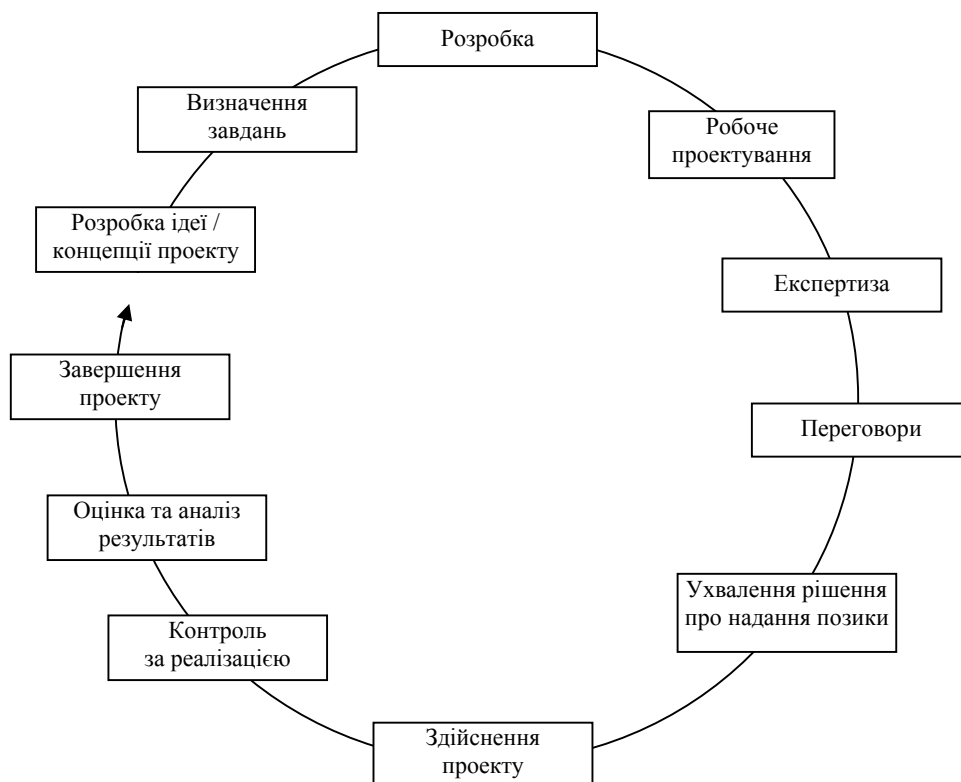 Розробка
Визначення
завдань
Робоче
проектування
Розробка ідеї /
концепції проекту
Експертиза
Завершення
проекту
Переговори
Оцінка та аналіз
результатів
Ухвалення рішення
про надання позики
Контроль
за реалізацією
Здійснення
проекту